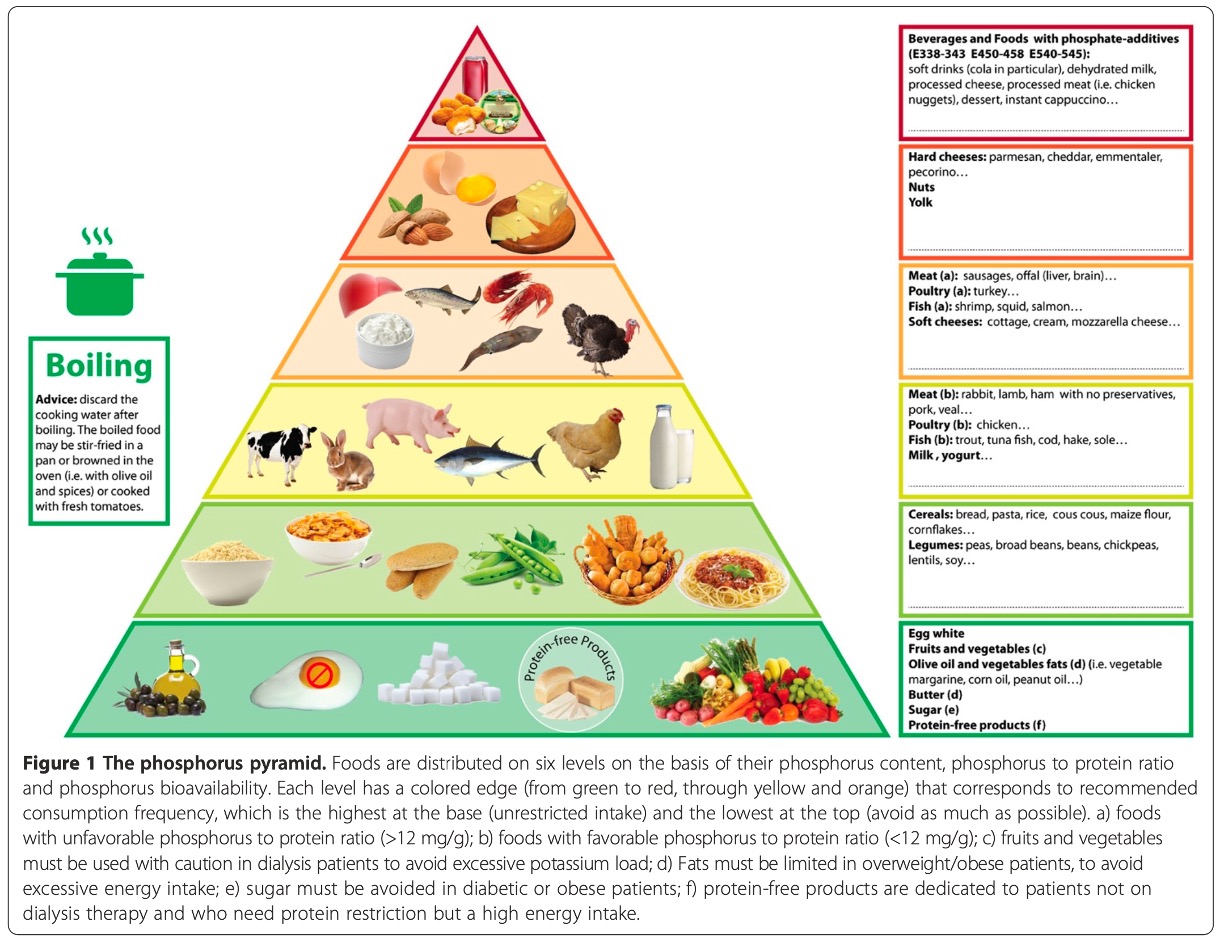 Beverages and Foods with phosphate-additives
(E338-343 E450-458 E540-545):
soft drinks (cola in particular), dehydrated milk,
processed cheese, processed meat (i.e. chicken
nuggets), dessert, instant cappuccino…
Hard cheeses: parmesan, cheddar, emmentaler,
pecorino…
Nuts
Yolk
Meat (a): sausages, offal (liver, brain)…
Poultry (a): turkey…
Fish (a): shrimp, squid, salmon…
Soft cheeses: cottage, cream, mozzarella cheese…
Boiling
Advice: discard the
cooking water after
boiling. The boiled food
may be stir-fried in a
pan or browned in the
oven (i.e. with olive oil
and spices) or cooked
with fresh tomatoes.
Meat (b): rabbit, lamb, ham with no preservatives,
pork, veal…
Poultry (b): chicken…
Fish (b): trout, tuna fish, cod, hake, sole…
Milk, yogurt…
Cereals: bread, pasta, rice, cous cous, maize flour,
cornflakes…
Legumes: peas, broad beans, beans, chickpeas,
lentils, soy…
Protein-free Products
Egg white
Fruits and vegetables (c)
Olive oil and vegetables fats (d) (i.e. vegetable
margarine, corn oil, peanut oil…)
Butter (d)
Sugar (e)
Protein-free products (f)
Figure 1 The phosphorus pyramid. Foods are distributed on six levels on the basis of their phosphorus content, phosphorus to protein ratio
and phosphorus bioavailability. Each level has a colored edge (from green to red, through yellow and orange) that corresponds to recommended
consumption frequency, which is the highest at the base (unrestricted intake) and the lowest at the top (avoid as much as possible). a) foods
with unfavorable phosphorus to protein ratio (>12 mg/g); b) foods with favorable phosphorus to protein ratio (<12 mg/g); c) fruits and vegetables
must be used with caution in dialysis patients to avoid excessive potassium load; d) Fats must be limited in overweight/obese patients, to avoid
excessive energy intake; e) sugar must be avoided in diabetic or obese patients; f) protein-free products are dedicated to patients not on
dialysis therapy and who need protein restriction but a high energy intake.